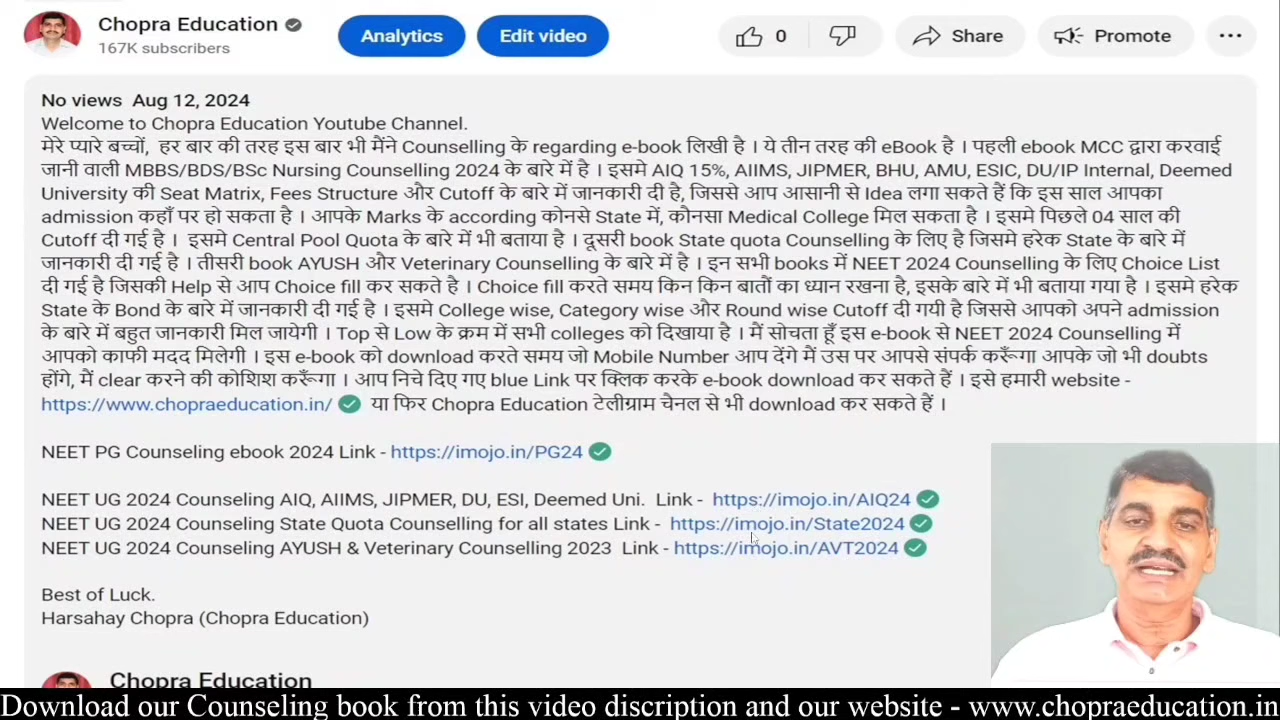 Chopra Education
167K subscribers
Analytics
Edit video
0
Share
Promote
No views Aug 12, 2024
Welcome to Chopra Education Youtube Channel.
मेरे प्यारे बच्चों, हर बार की तरह इस बार भी मैंने Counselling के regarding e-book लिखी है । ये तीन तरह की eBook है । पहली ebook MCC द्वारा करवाई
जानी वाली MBBS/BDS/BSc Nursing Counselling 2024 के बारे में है । इसमे AIQ 15%, AIIMS, JIPMER, BHU, AMU, ESIC, DU/IP Internal, Deemed
University की Seat Matrix, Fees Structure और Cutoff के बारे में जानकारी दी है, जिससे आप आसानी से Idea लगा सकते हैं कि इस साल आपका
admission कहाँ पर हो सकता है । आपके Marks के according कोनसे State में, कौनसा Medical College मिल सकता है । इसमे पिछले 04 साल की
Cutoff दी गई है । इसमे Central Pool Quota के बारे में भी बताया है । दूसरी book State quota Counselling के लिए है जिसमे हरेक State के बारे में
जानकारी दी गई है । तीसरी book AYUSH और Veterinary Counselling के बारे में है । इन सभी books में NEET 2024 Counselling के लिए Choice List
दी गई है जिसकी Help से आप Choice fill कर सकते है । Choice fill करते समय किन किन बातों का ध्यान रखना है, इसके बारे में भी बताया गया है । इसमे हरेक
State के Bond के बारे में जानकारी दी गई है । इसमे College wise, Category wise और Round wise Cutoff दी गयी है जिससे आपको अपने admission
के बारे में बहुत जानकारी मिल जायेगी । Top से Low के क्रम में सभी colleges को दिखाया है । मैं सोचता हूँ इस e-book से NEET 2024 Counselling में
आपको काफी मदद मिलेगी । इस e-book को download करते समय जो Mobile Number आप देंगे मैं उस पर आपसे संपर्क करूँगा आपके जो भी doubts
होंगे, मैं clear करने की कोशिश करूँगा । आप निचे दिए गए blue Link पर क्लिक करके e-book download कर सकते हैं । इसे हमारी website -
https://www.chopraeducation.in/ या फिर Chopra Education टेलीग्राम चैनल से भी download कर सकते हैं ।
NEET PG Counseling ebook 2024 Link - https://imojo.in/PG24
NEET UG 2024 Counseling AIQ, AIIMS, JIPMER, DU, ESI, Deemed Uni. Link - https://imojo.in/AIQ24
NEET UG 2024 Counseling State Quota Counselling for all states Link - https://imojo.in/State2024
NEET UG 2024 Counseling AYUSH & Veterinary Counselling 2023 Link - https://imojo.in/AVT2024
Best of Luck.
Harsahay Chopra (Chopra Education)
Chopra Education
Download our Counseling book from this video discription and our website - www.chopraeducation.in